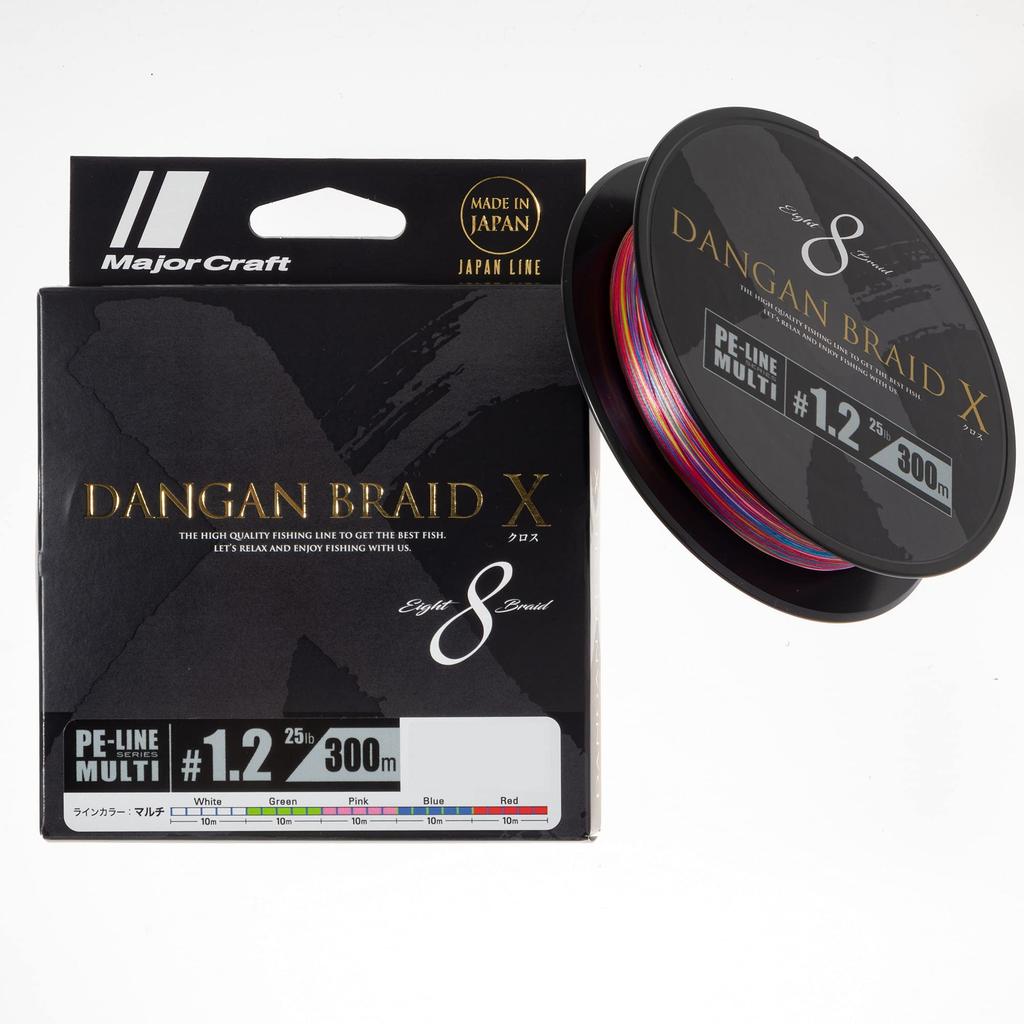 MajorCraft
MADE IN
JAPAN
JAPAN LINE
DANGAN BRAID X
クロス
THE HIGH QUALITY FISHING LINE TO GET THE BEST FISH.
LET'S RELAX AND ENJOY FISHING WITH US.
Eight 8 Braid
PE-LINE
SERIES
MULTI
#1.2 25lb 300m
White Green Pink Blue Red
ラインカラー：マルチ
10m 10m 10m 10m 10m
Eight 8 Braid
DANGAN BRAID X
クロス
THE HIGH QUALITY FISHING LINE TO GET THE BEST FISH.
LET'S RELAX AND ENJOY FISHING WITH US.
PE-LINE
SERIES
MULTI
#1.2 25lb 300m